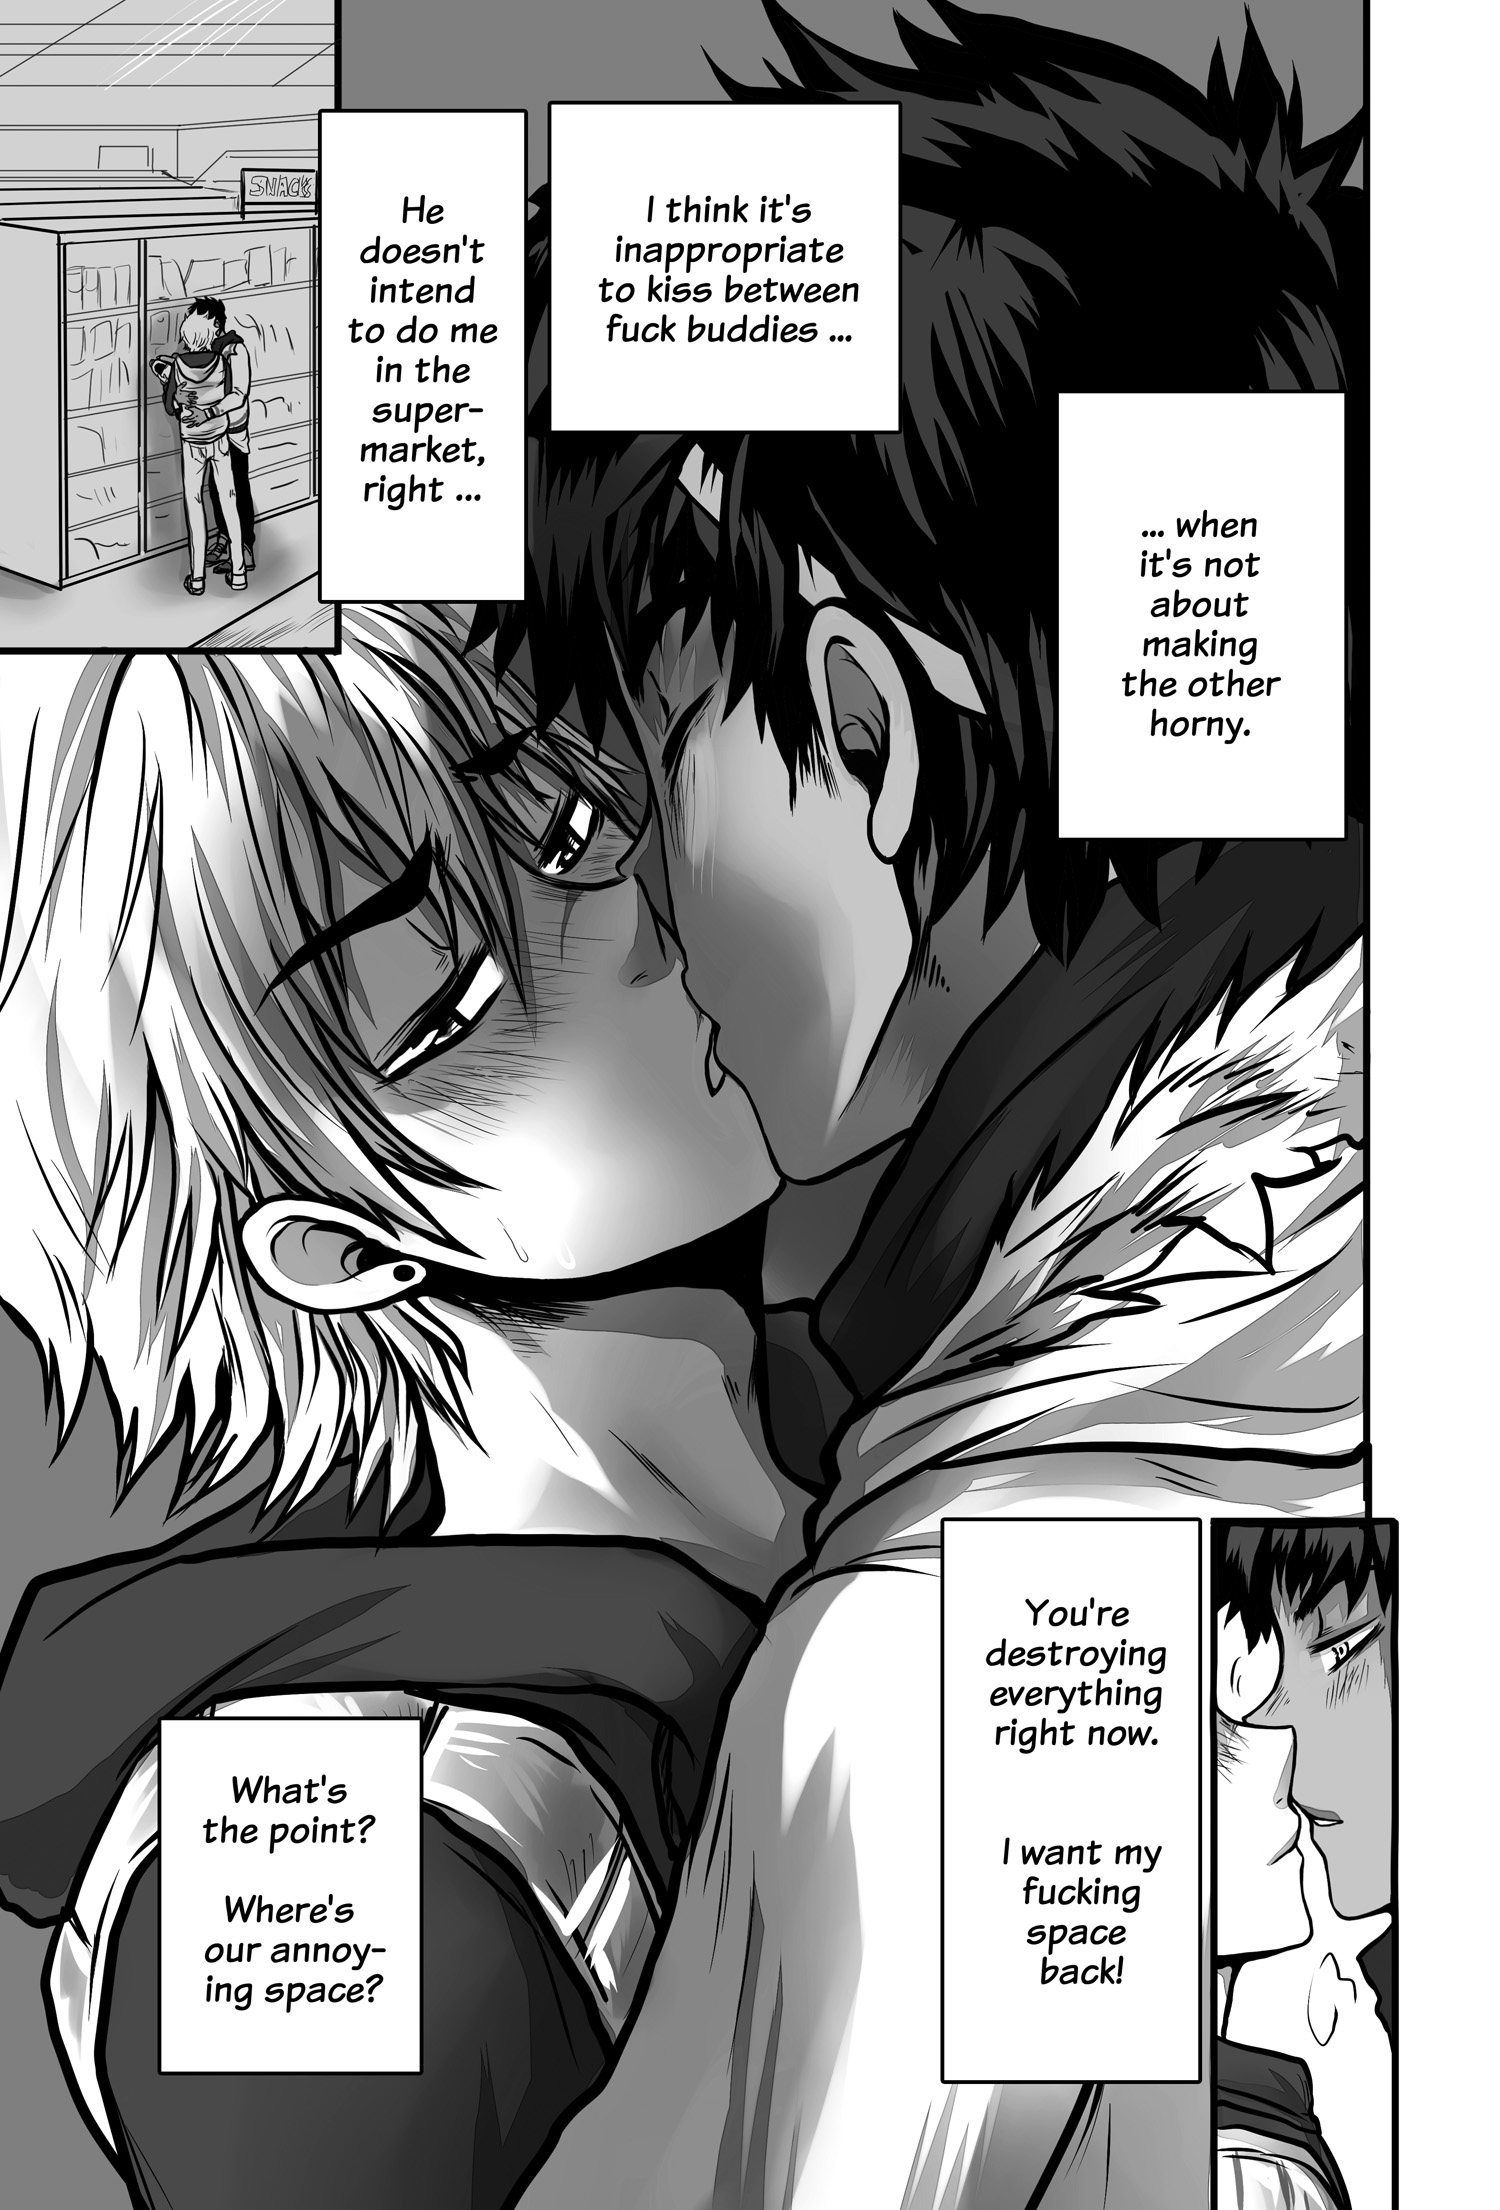 SNACKS
He
doesn't
intend
to do me
in the
super-
market,
right ...
I think it's
inappropriate
to kiss between
fuck buddies ...
... when
it's not
about
making
the other
horny.
You're
destroying
everything
right now.
I want my
fucking
space
back!
What's
the point?
Where's
our annoy-
ing space?